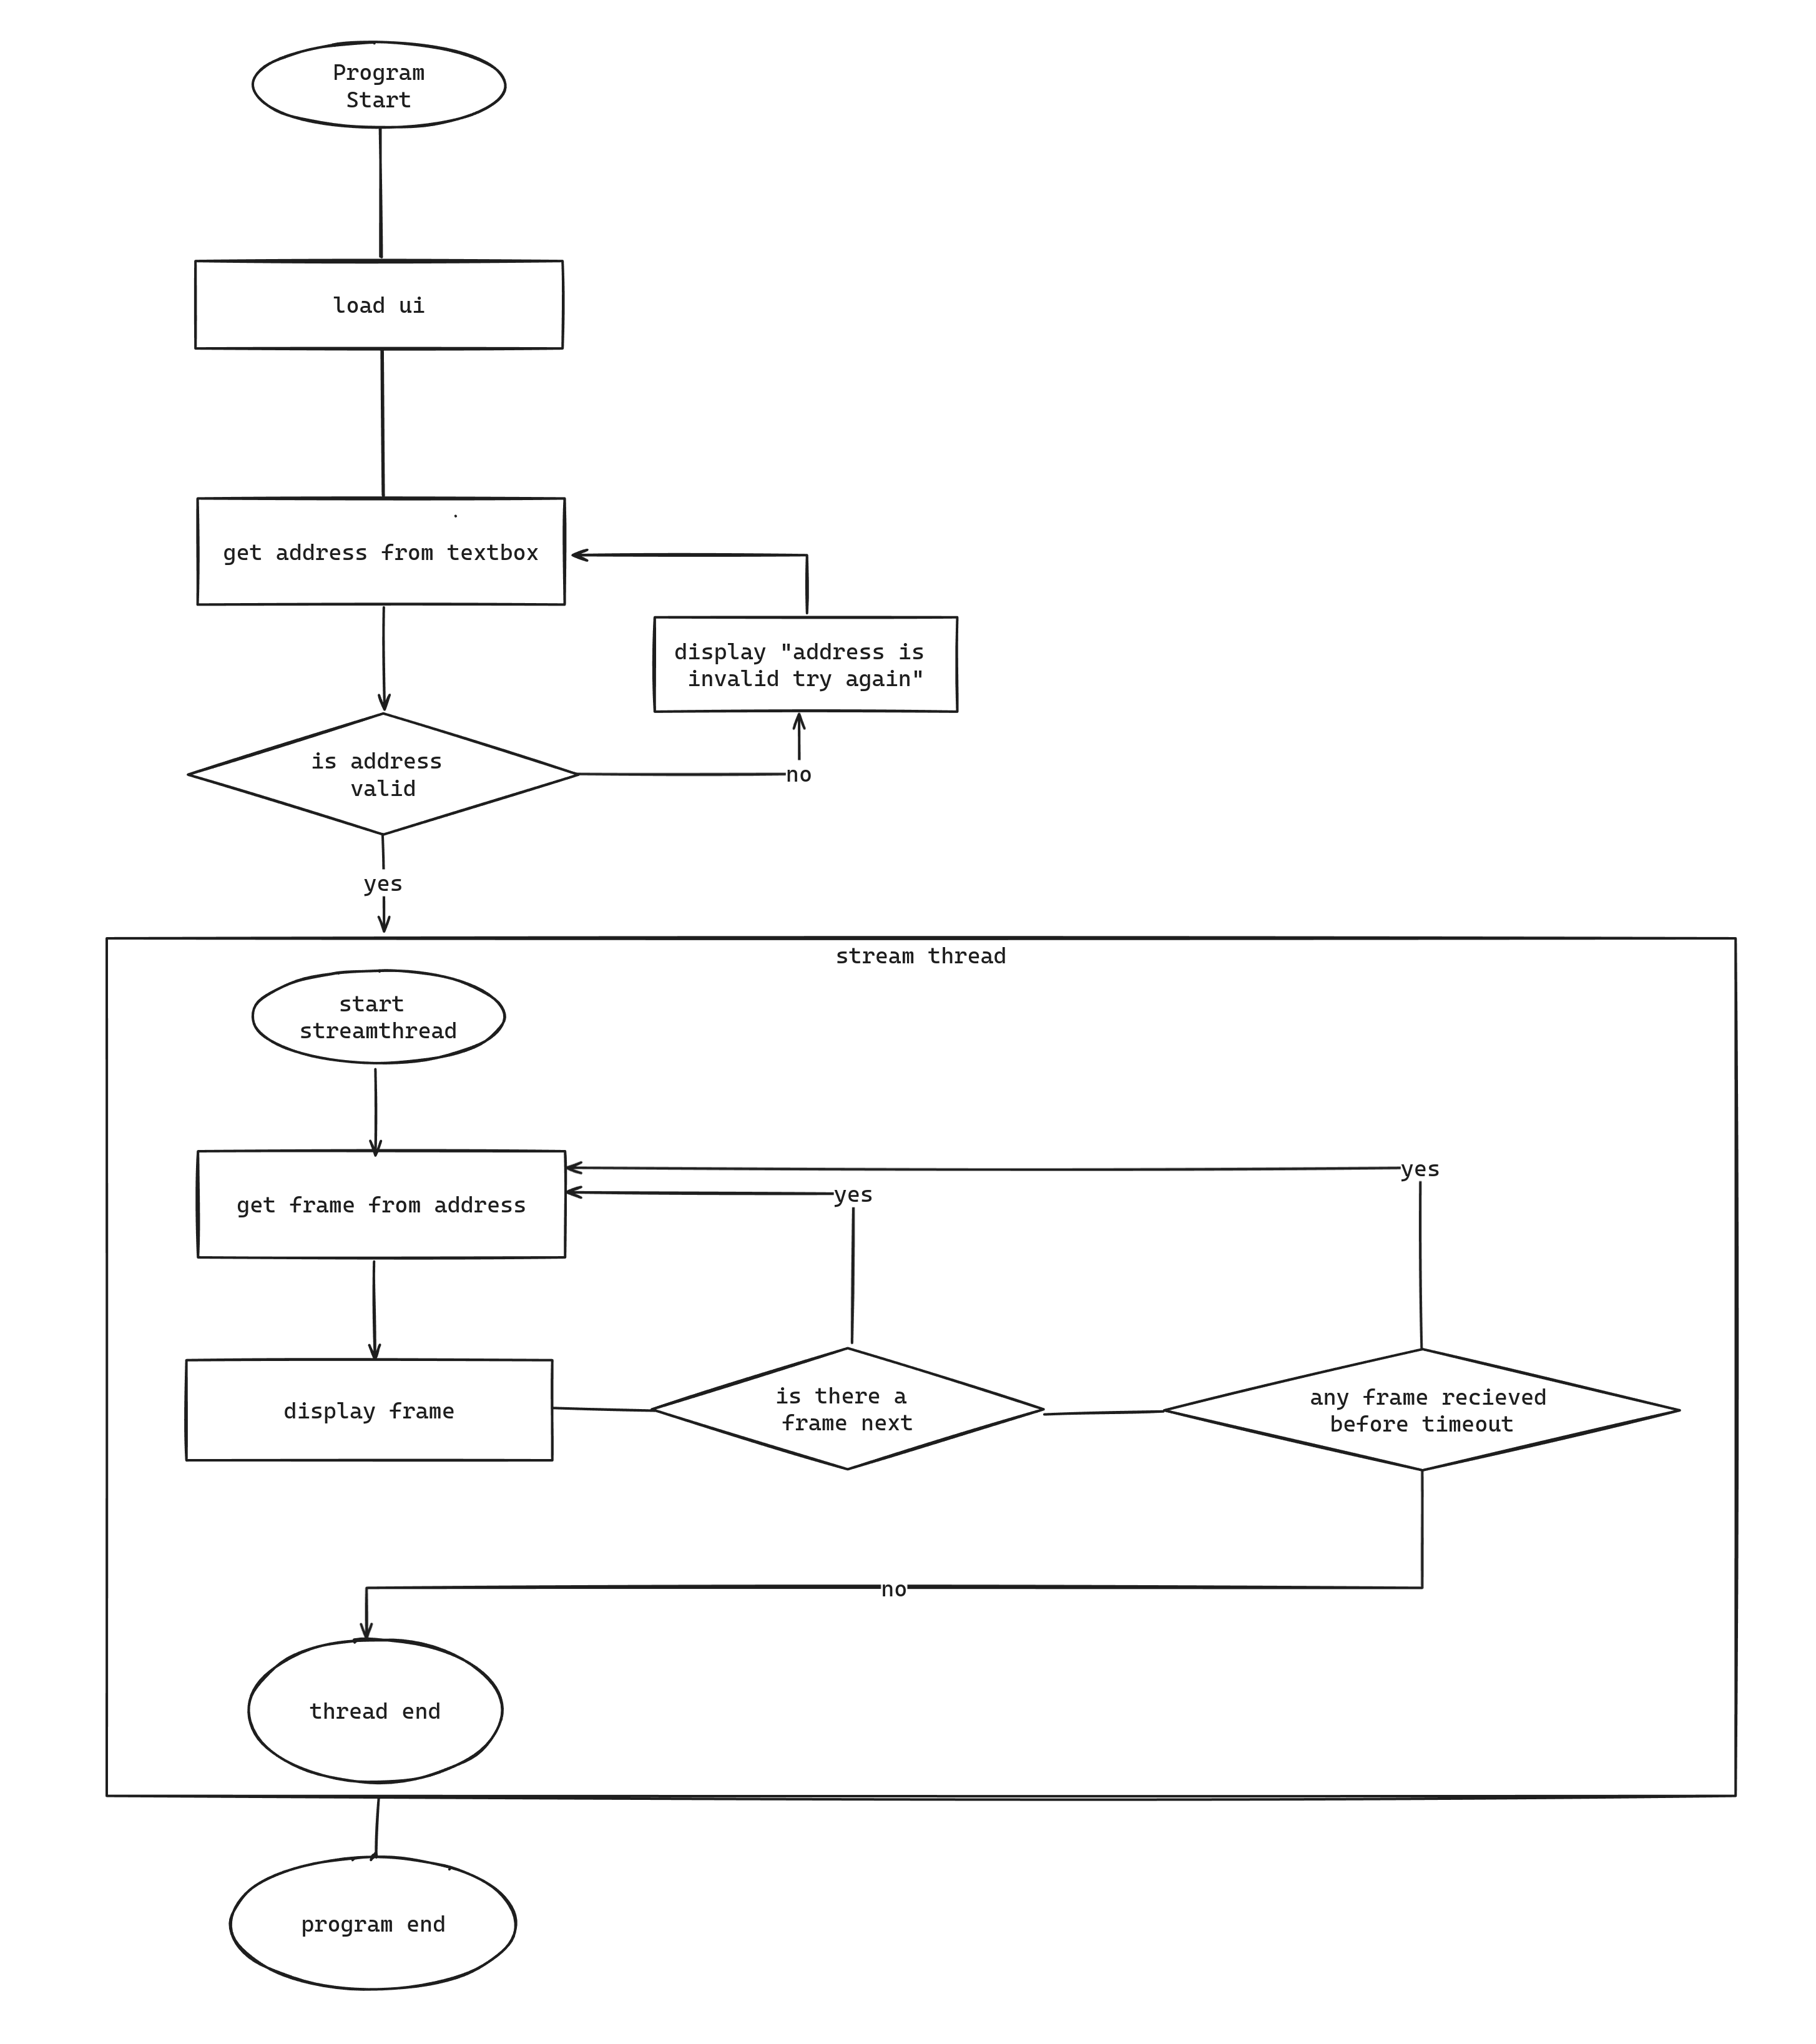 Program
Start
load ui
get address from textbox
display "address is
invalid try again"
is address
valid
no
yes
stream thread
start
streamthread
yes
yes
get frame from address
is there a
frame next
any frame recieved
before timeout
display frame
no
thread end
program end